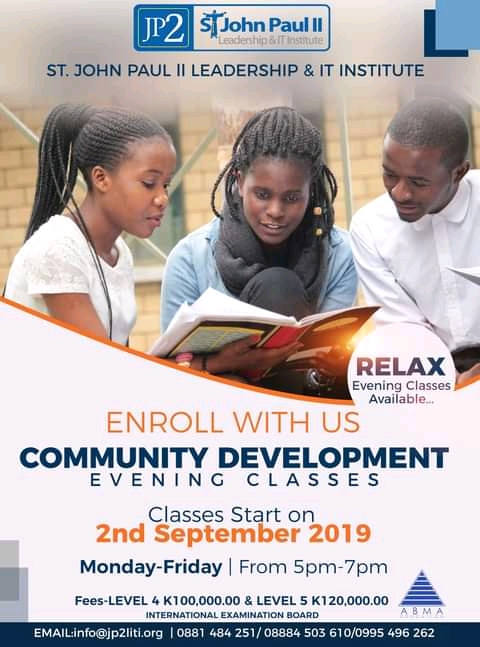 JP2
St John Paul II
Leadership & IT Institute
ST. JOHN PAUL II LEADERSHIP & IT INSTITUTE
RELAX
Evening Classes
Available...
ENROLL WITH US
COMMUNITY DEVELOPMENT
EVENING CLASSES
Classes Start on
2nd September 2019
Monday-Friday | From 5pm-7pm
Fees-LEVEL 4 K100,000.00 & LEVEL 5 K120,000.00
INTERNATIONAL EXAMINATION BOARD
ABMA
EMAIL:info@jp2liti.org | 0881 484 251/ 08884 503 610/0995 496 262